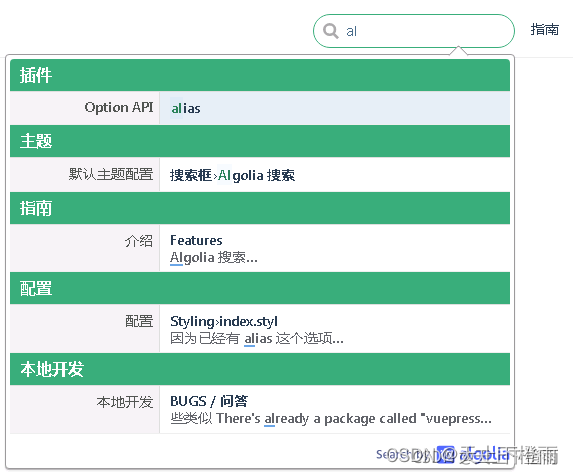 al
指南
插件
Option API
alias
主题
默认主题配置
搜索框›Algolia 搜索
指南
介绍
Features
Algolia 搜索...
配置
配置
Styling›index.styl
因为已经有 alias 这个选项...
本地开发
本地开发
BUGS / 问答
些类似 There's already a package called "vuepress...
Search by algolia